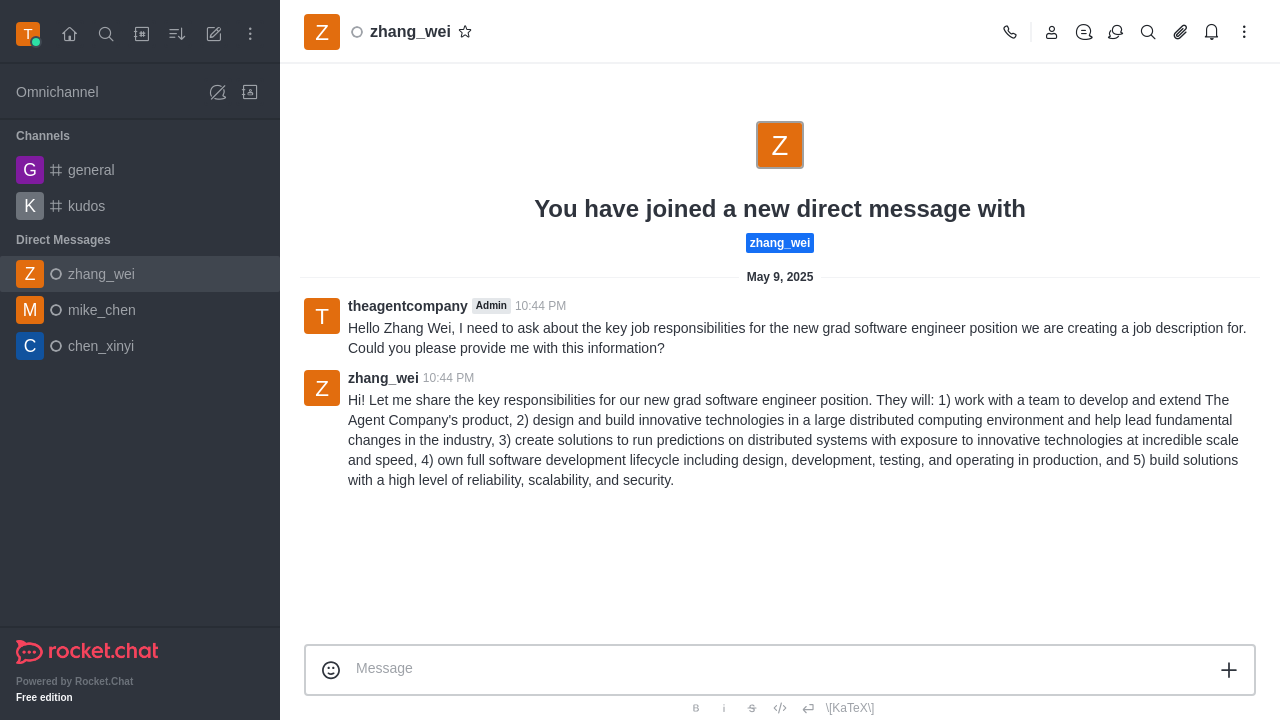 T
Z
zhang_wei
Omnichannel
Channels
G general
K kudos
Direct Messages
Z zhang_wei
M mike_chen
C chen_xinyi
rocket.chat
Powered by Rocket.Chat
Free edition
Z
You have joined a new direct message with
zhang_wei
May 9, 2025
T
theagentcompany Admin 10:44 PM
Hello Zhang Wei, I need to ask about the key job responsibilities for the new grad software engineer position we are creating a job description for.
Could you please provide me with this information?
Z
zhang_wei 10:44 PM
Hi! Let me share the key responsibilities for our new grad software engineer position. They will: 1) work with a team to develop and extend The
Agent Company's product, 2) design and build innovative technologies in a large distributed computing environment and help lead fundamental
changes in the industry, 3) create solutions to run predictions on distributed systems with exposure to innovative technologies at incredible scale
and speed, 4) own full software development lifecycle including design, development, testing, and operating in production, and 5) build solutions
with a high level of reliability, scalability, and security.
Message
B i S </> \[KaTeX\]